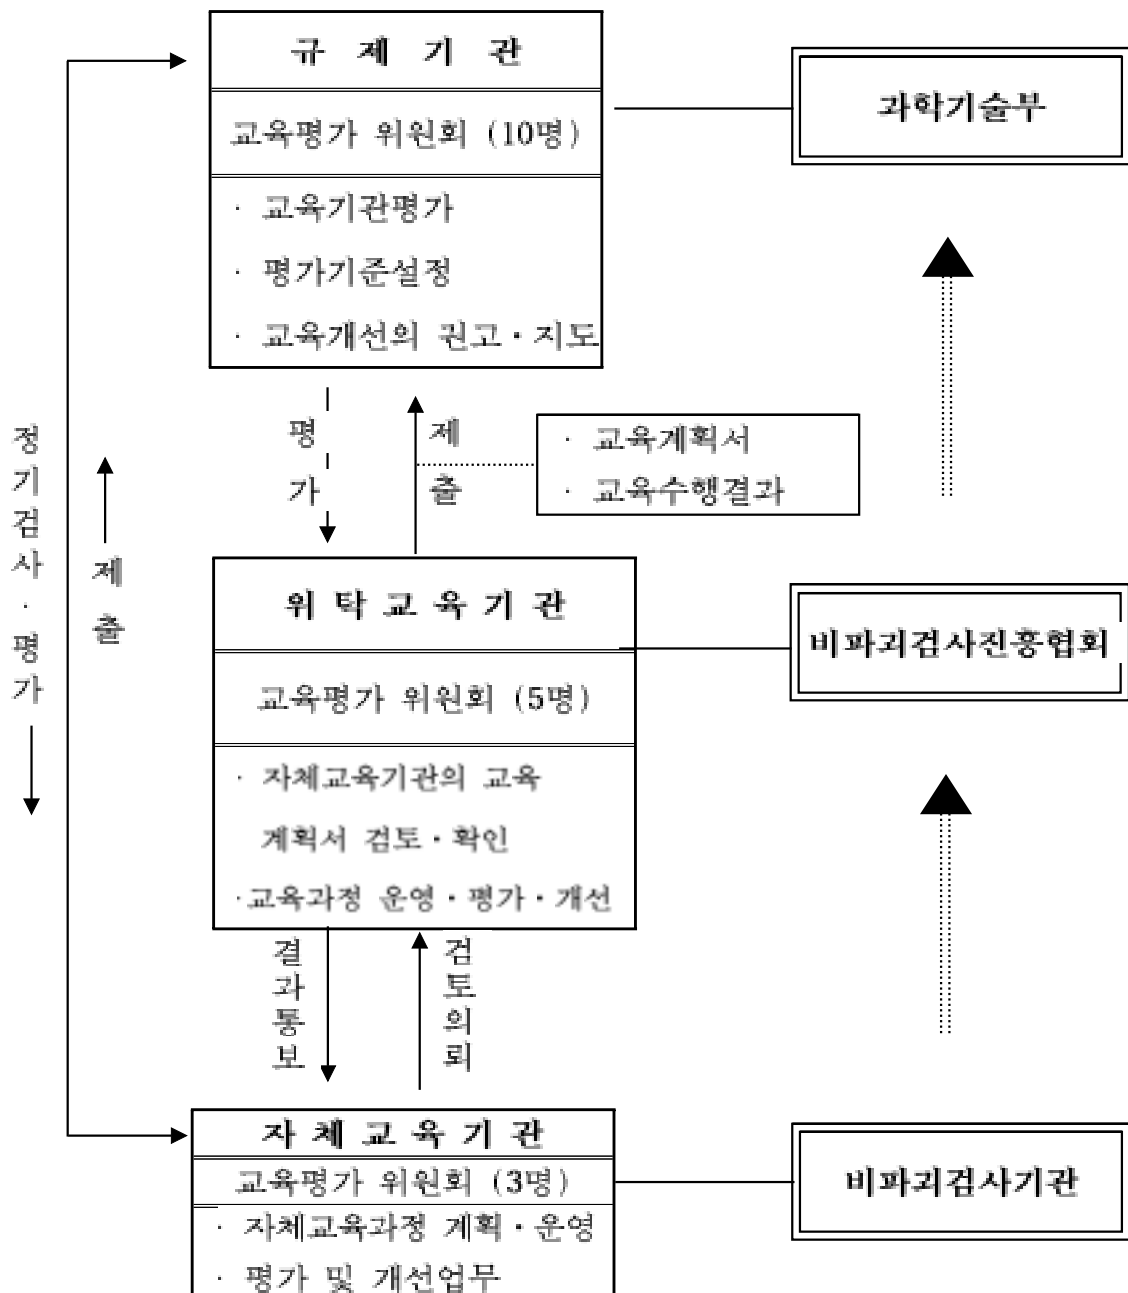 규 제 기 관
교육평가 위원회 (10명)
· 교육기관평가
· 평가기준설정
· 교육개선의 권고·지도
과학기술부
평가
제출
· 교육계획서
· 교육수행결과
정기검사·평가
제출
위 탁 교 육 기 관
교육평가 위원회 (5명)
· 자체교육기관의 교육
계획서 검토·확인
·교육과정 운영·평가·개선
비파괴검사진흥협회
결과통보
검토의뢰
자 체 교 육 기 관
교육평가 위원회 (3명)
· 자체교육과정 계획·운영
· 평가 및 개선업무
비파괴검사기관